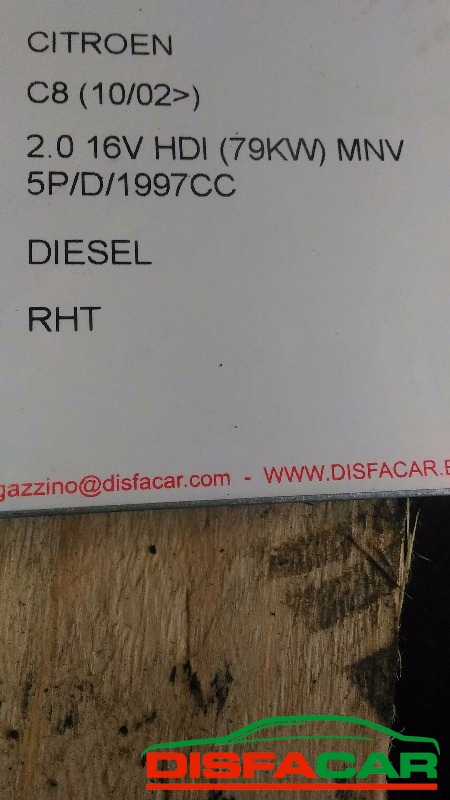 CITROEN
C8 (10/02>)
2.0 16V HDI (79KW) MNV
5P/D/1997CC
DIESEL
RHT
gazzino@disfacar.com - WWW.DISFACAR.E
DISFACAR